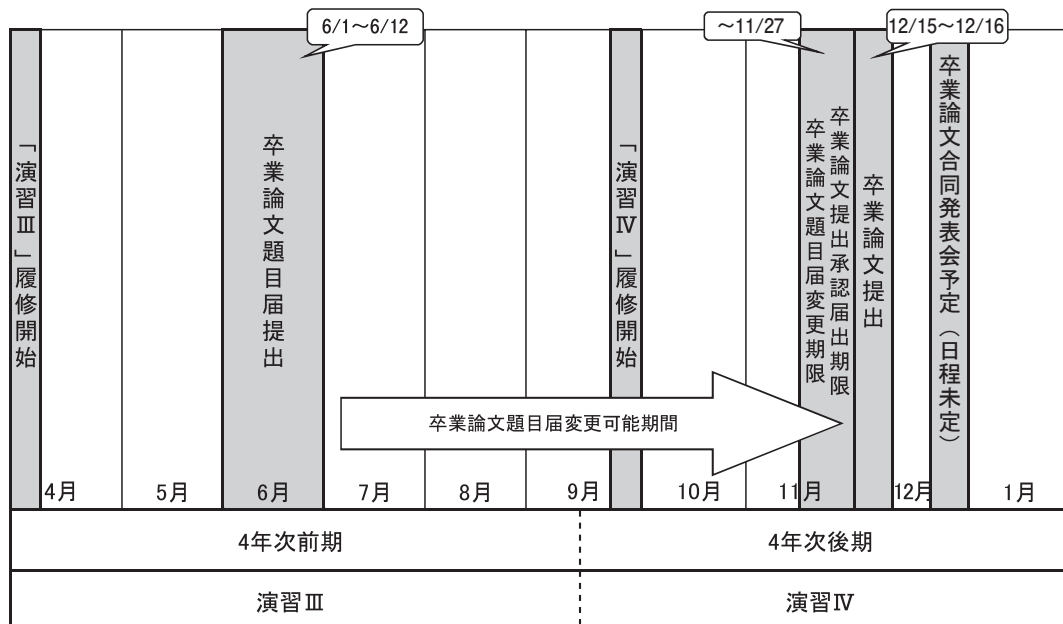 6/1～6/12
～11/27
12/15～12/16
「演習Ⅲ」履修開始
卒業論文題目届提出
「演習Ⅳ」履修開始
卒業論文提出承認届出期限
卒業論文題目届変更期限
卒業論文提出
卒業論文合同発表会予定（日程未定）
卒業論文題目届変更可能期間
4月
5月
6月
7月
8月
9月
10月
11月
12月
1月
4年次前期
4年次後期
演習Ⅲ
演習Ⅳ